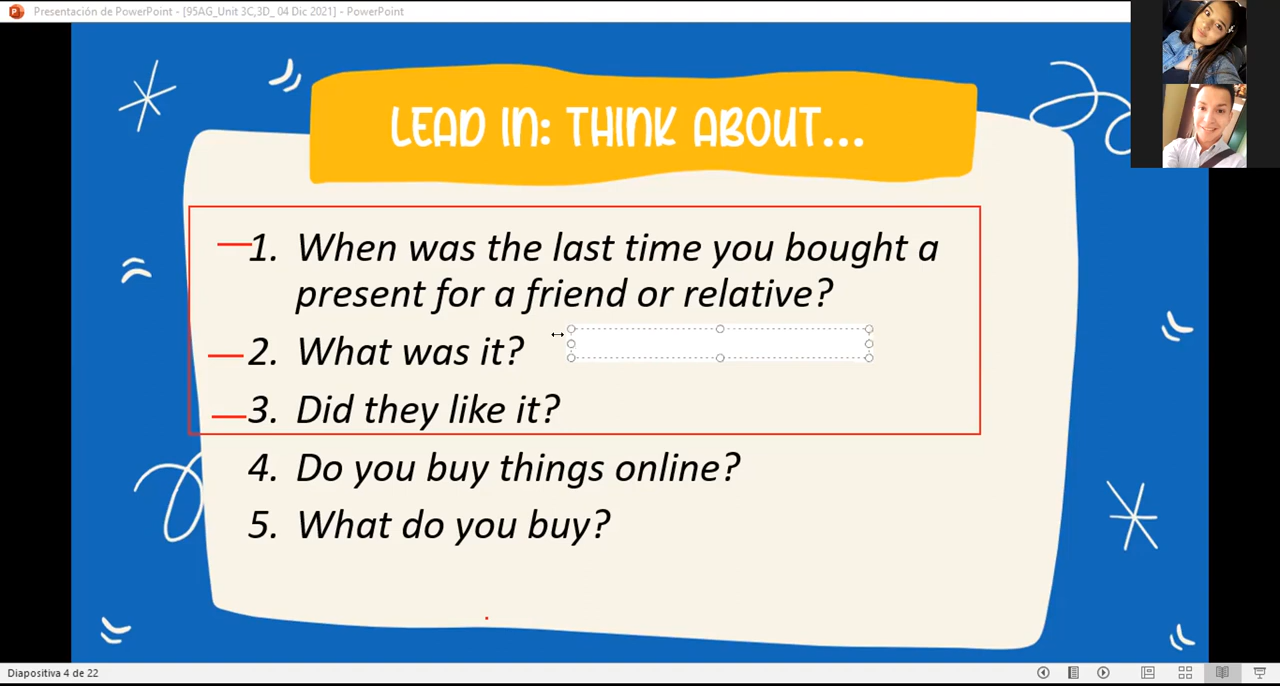 Presentación de PowerPoint - [95AG_Unit 3C,3D_ 04 Dic 2021] - PowerPoint
LEAD IN: THINK ABOUT...
1. When was the last time you bought a
present for a friend or relative?
2. What was it?
3. Did they like it?
4. Do you buy things online?
5. What do you buy?
Diapositiva 4 de 22